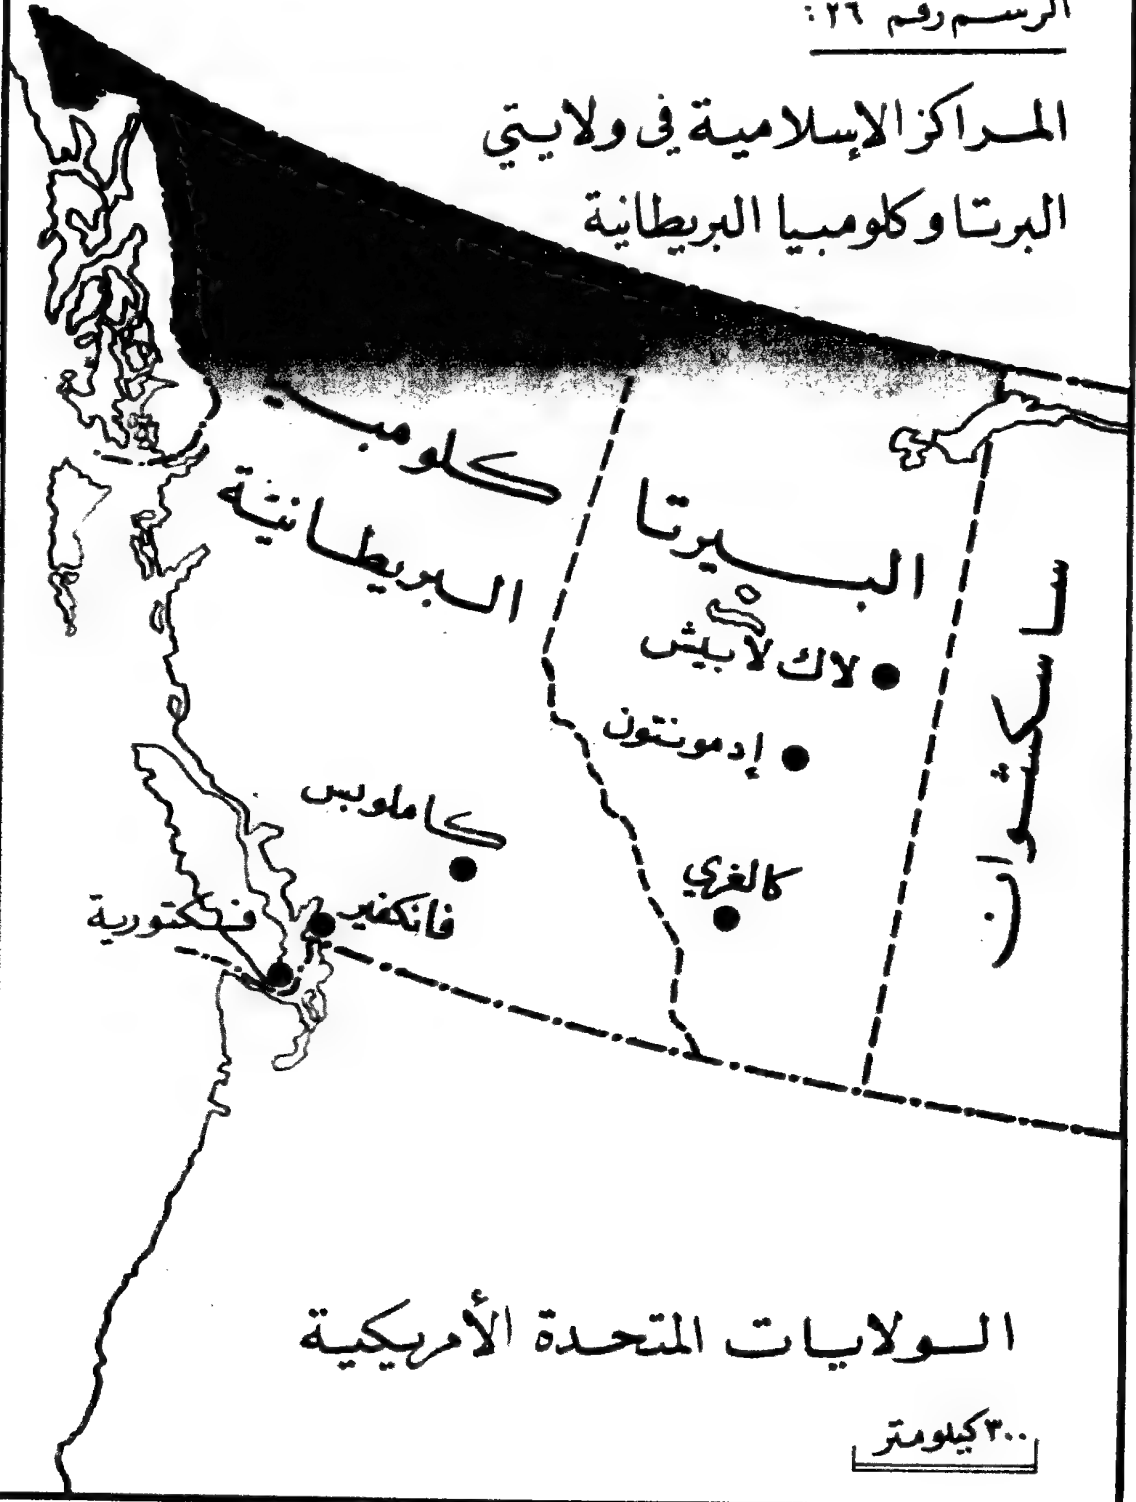 الرسم رقم ٢٦ :
المراكز الإسلامية في ولايتي
البرتا وكلومبيا البريطانية
كلومبيا
البريطانية
البيرتا
لاك لابيش
إدمونتون
ساسكثوان
كاملوبس
كالغري
فانكفير
فكتورية
الولايات المتحدة الأمريكية
٣٠٠ كيلومتر